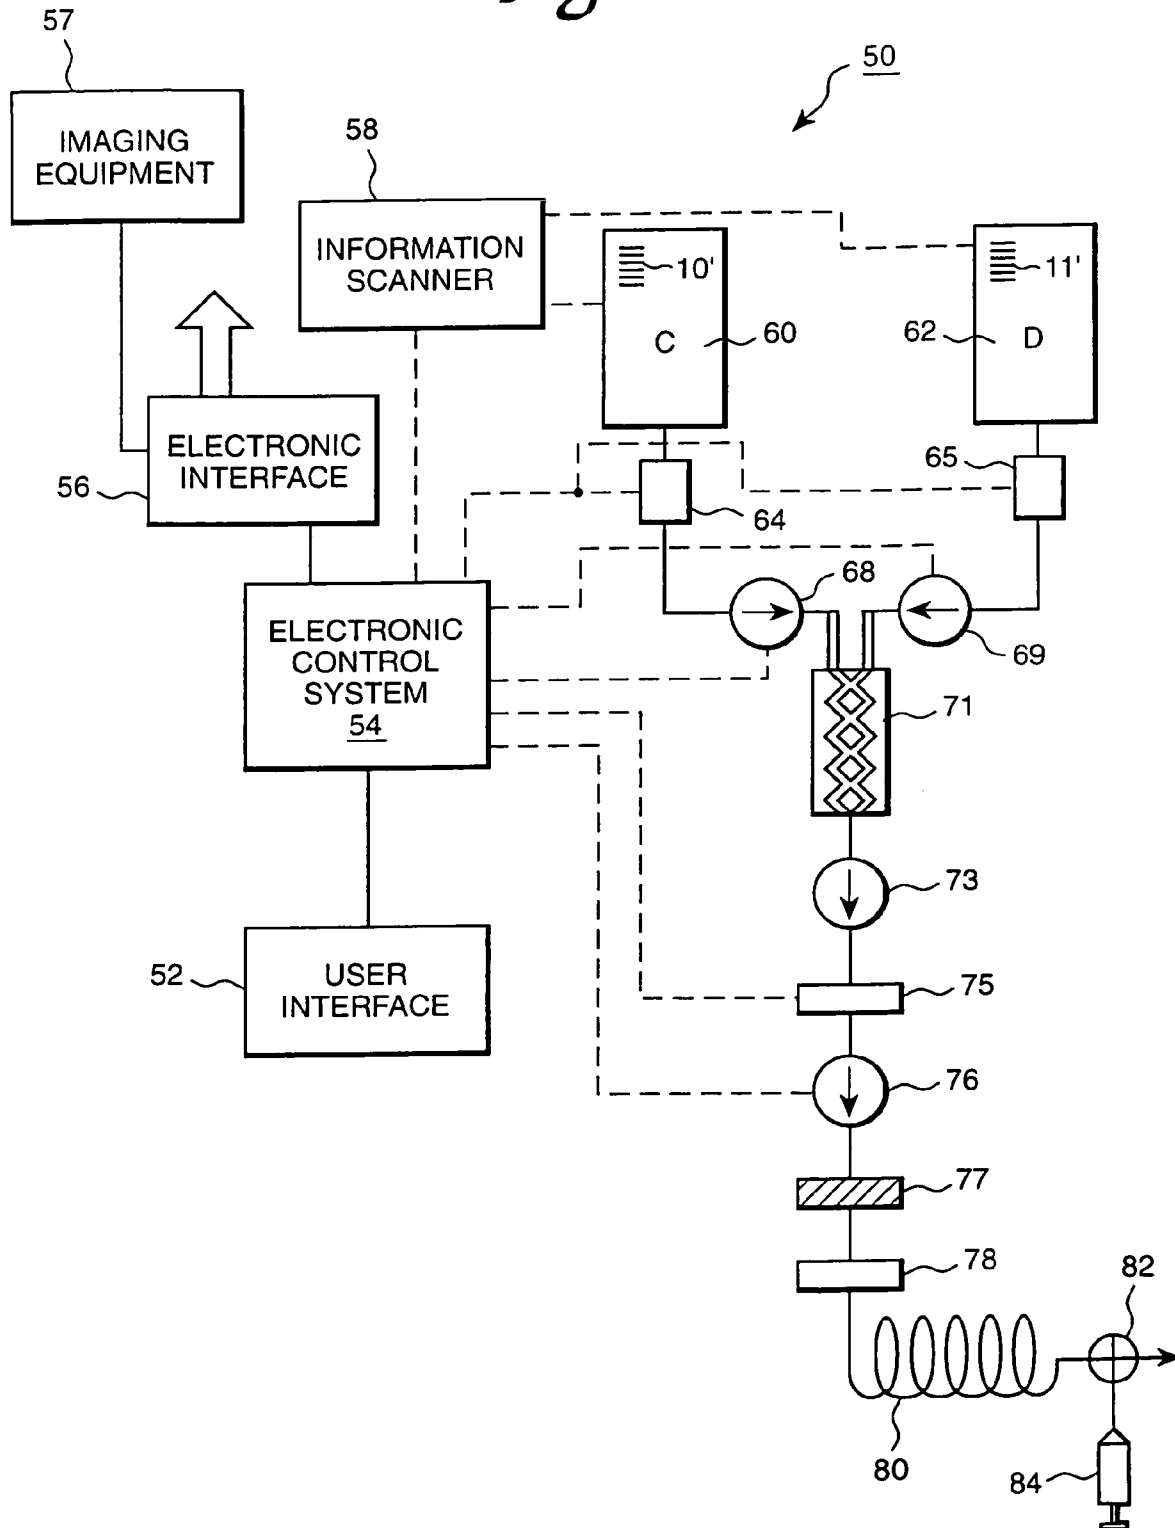 57
50
IMAGING
EQUIPMENT
58
INFORMATION
SCANNER
10'
11'
C
60
62
D
ELECTRONIC
INTERFACE
56
65
64
68
69
ELECTRONIC
CONTROL
SYSTEM
54
71
73
52
USER
INTERFACE
75
76
77
78
82
80
84